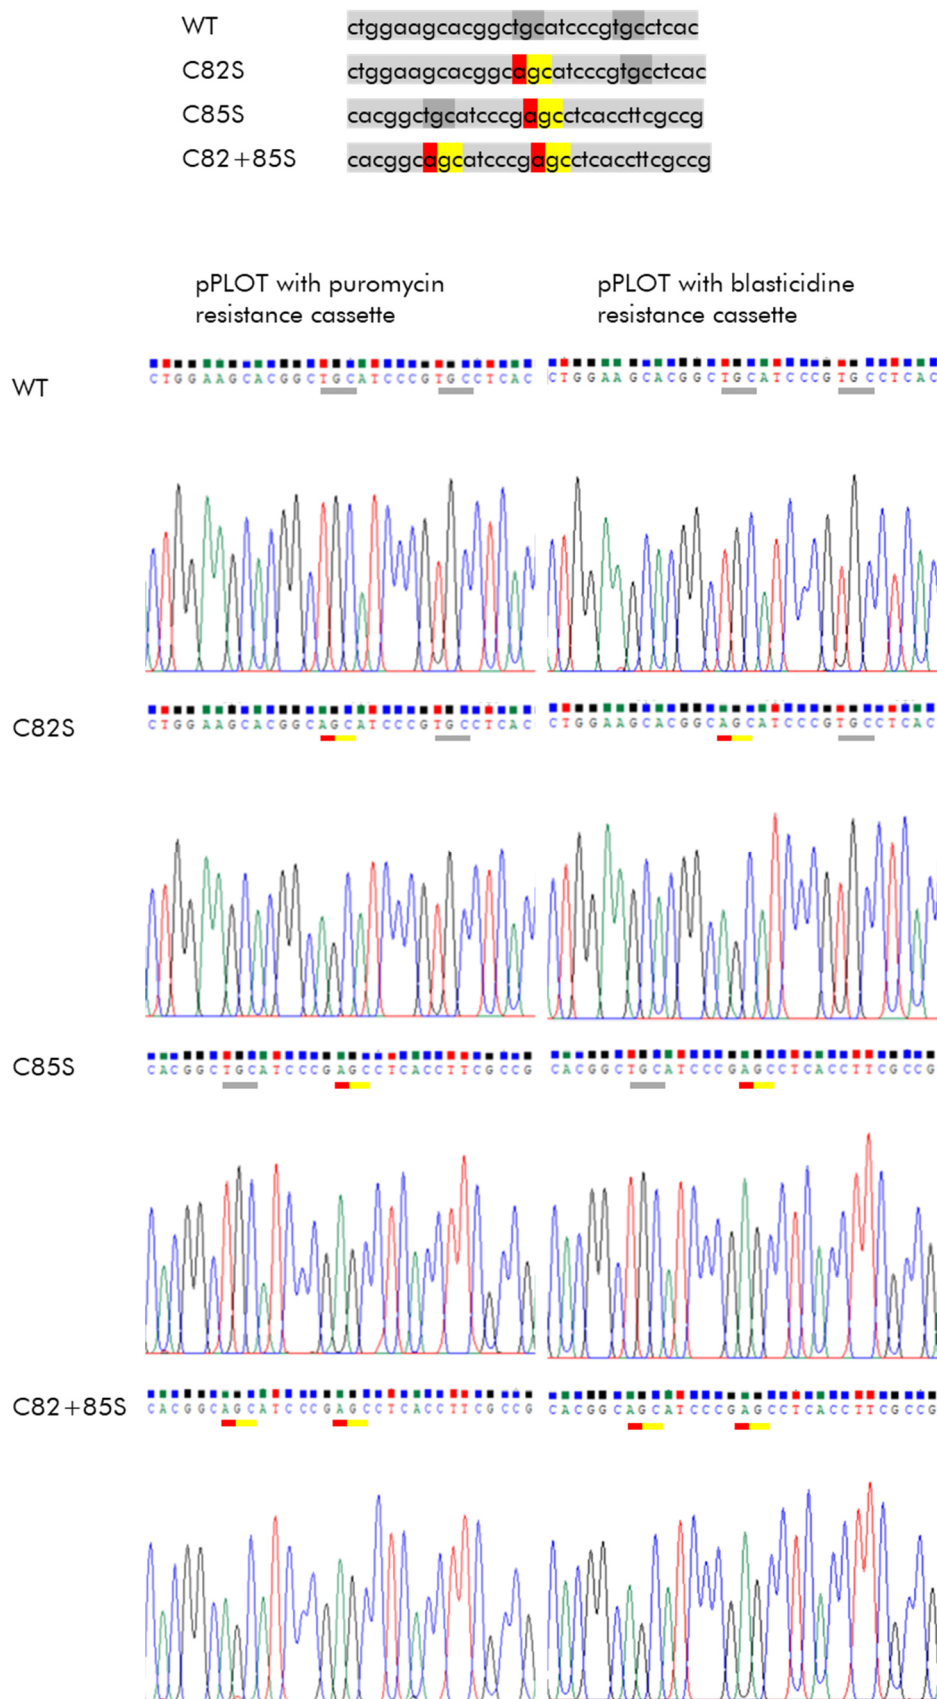 WT ctggaagcacggctgcatcccgtgcctcac
C82S ctggaagcacggcagcatcccgtgcctcac
C85S cacggctgcatcccgagcctcaccttcgccg
C82+85S cacggcagcatcccgagcctcaccttcgccg
pPLOT with puromycin
resistance cassette
pPLOT with blasticidine
resistance cassette
WT
CTGGAAGCACGGCTGCATCCCGTGCCTCAC CTGGAAGCACGGCTGCATCCCGTGCCTCAC
C82S
CTGGAAGCACGGCAGCATCCCGTGCCTCAC CTGGAAGCACGGCAGCATCCCGTGCCTCAC
C85S
CACGGCTGCATCCCGAGCCTCACCTTCGCCG CACGGCTGCATCCCGAGCCTCACCTTCGCCG
C82+85S
CACGGCAGCATCCCGAGCCTCACCTTCGCCG CACGGCAGCATCCCGAGCCTCACCTTCGCCG